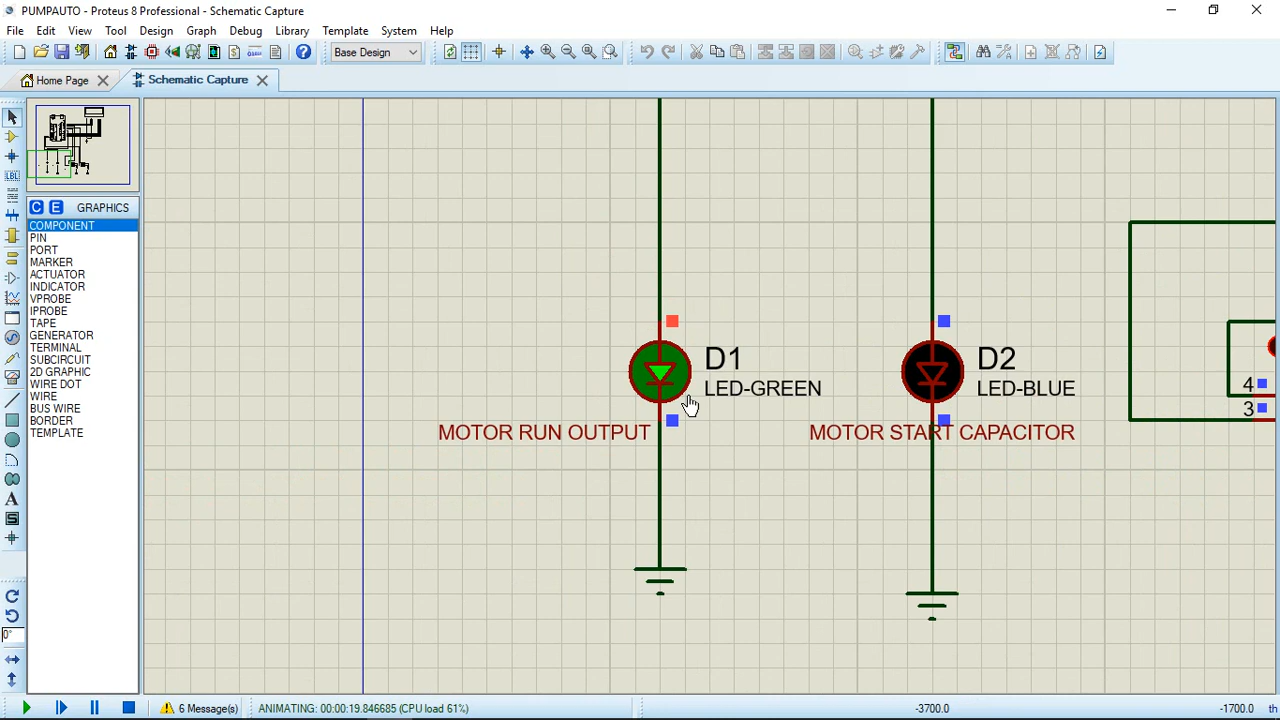 PUMPAUTO - Proteus 8 Professional - Schematic Capture
File Edit View Tool Design Graph Debug Library Template System Help
Base Design
Home Page
Schematic Capture
C E GRAPHICS
COMPONENT
PIN
PORT
MARKER
ACTUATOR
INDICATOR
VPROBE
IPROBE
TAPE
GENERATOR
TERMINAL
SUBCIRCUIT
2D GRAPHIC
WIRE DOT
WIRE
BUS WIRE
BORDER
TEMPLATE
LBL
A
S
0°
D1
LED-GREEN
MOTOR RUN OUTPUT
D2
LED-BLUE
MOTOR START CAPACITOR
4
3
6 Message(s)
ANIMATING: 00:00:19.846685 (CPU load 61%)
-3700.0
-1700.0
th